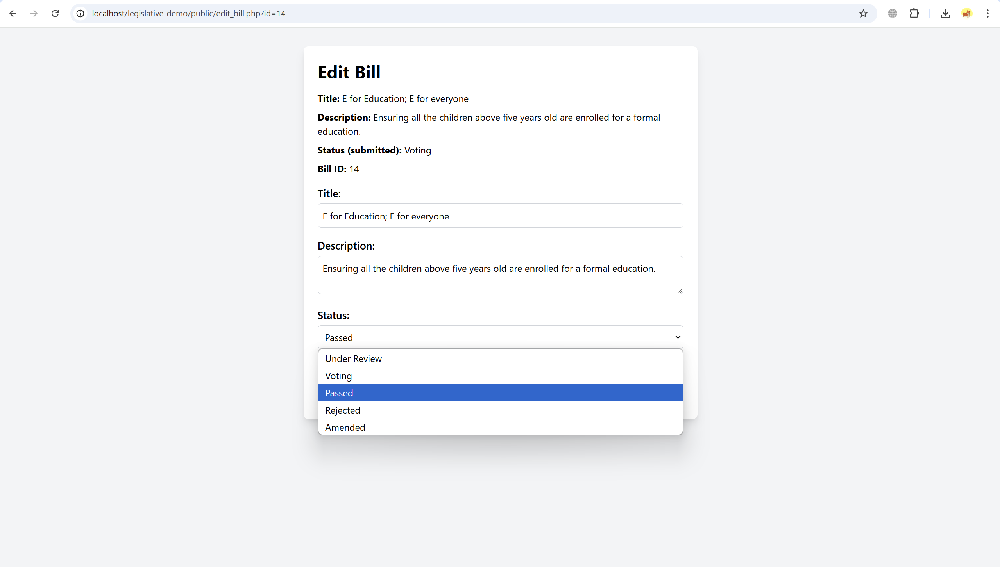 localhost/legislative-demo/public/edit_bill.php?id=14
Edit Bill
Title: E for Education; E for everyone
Description: Ensuring all the children above five years old are enrolled for a formal
education.
Status (submitted): Voting
Bill ID: 14
Title:
E for Education; E for everyone
Description:
Ensuring all the children above five years old are enrolled for a formal education.
Status:
Passed
Under Review
Voting
Passed
Rejected
Amended